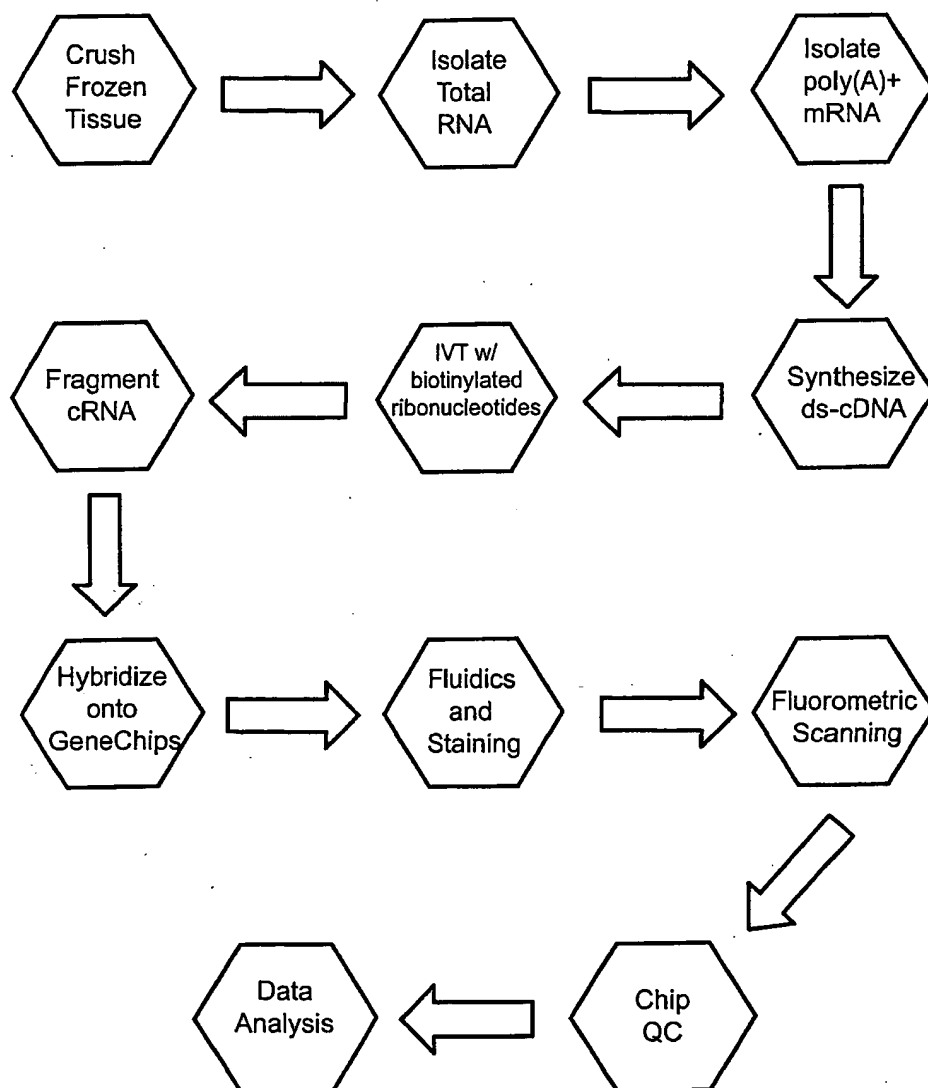 Crush
Frozen
Tissue
Isolate
Total
RNA
Isolate
poly(A)+
mRNA
Synthesize
ds-cDNA
IVT w/
biotinylated
ribonucleotides
Fragment
cRNA
Hybridize
onto
GeneChips
Fluidics
and
Staining
Fluorometric
Scanning
Chip
QC
Data
Analysis